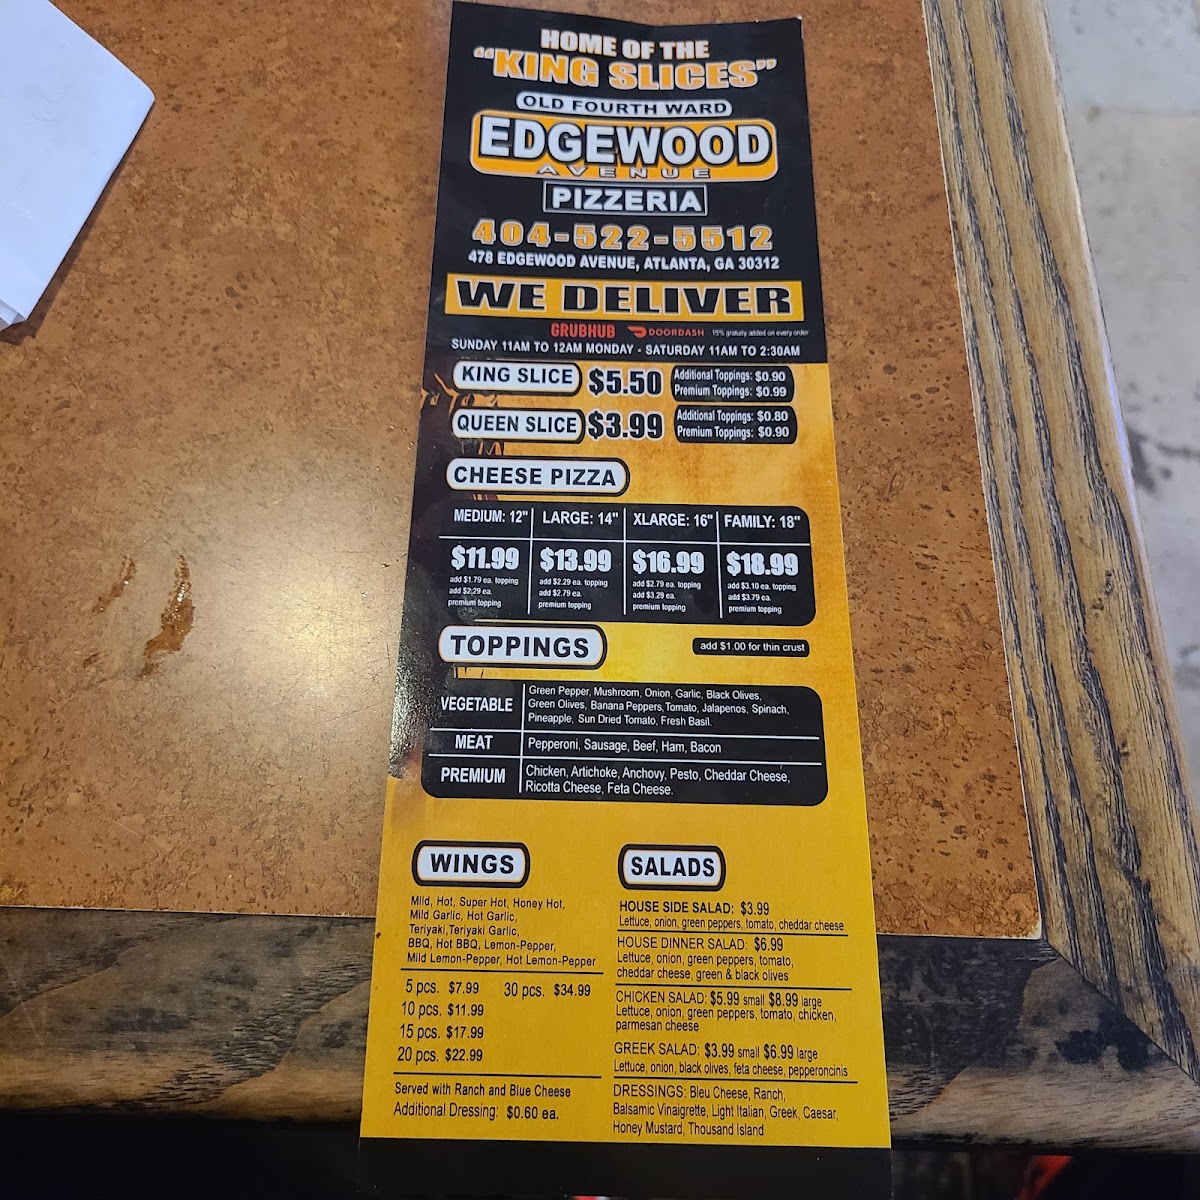 HOME OF THE
"KING SLICES"
OLD FOURTH WARD
EDGEWOOD
AVENUE
PIZZERIA
404-522-5512
478 EDGEWOOD AVENUE, ATLANTA, GA 30312
WE DELIVER
GRUBHUB DOORDASH 15% gratuity added on every order
SUNDAY 11AM TO 12AM MONDAY - SATURDAY 11AM TO 2:30AM
KING SLICE $5.50
Additional Toppings: $0.90
Premium Toppings: $0.99
QUEEN SLICE $3.99
Additional Toppings: $0.80
Premium Toppings: $0.90
CHEESE PIZZA
MEDIUM: 12" LARGE: 14" XLARGE: 16" FAMILY: 18"
$11.99 $13.99 $16.99 $18.99
add $1.79 ea. topping add $2.29 ea. topping add $2.79 ea. topping add $3.10 ea. topping
add $2.29 ea. add $2.79 ea. add $3.29 ea. add $3.79 ea.
premium topping premium topping premium topping premium topping
TOPPINGS
add $1.00 for thin crust
VEGETABLE
Green Pepper, Mushroom, Onion, Garlic, Black Olives,
Green Olives, Banana Peppers, Tomato, Jalapenos, Spinach,
Pineapple, Sun Dried Tomato, Fresh Basil.
MEAT
Pepperoni, Sausage, Beef, Ham, Bacon
PREMIUM
Chicken, Artichoke, Anchovy, Pesto, Cheddar Cheese,
Ricotta Cheese, Feta Cheese.
WINGS
Mild, Hot, Super Hot, Honey Hot,
Mild Garlic, Hot Garlic,
Teriyaki, Teriyaki Garlic,
BBQ, Hot BBQ, Lemon-Pepper,
Mild Lemon-Pepper, Hot Lemon-Pepper
5 pcs. $7.99 30 pcs. $34.99
10 pcs. $11.99
15 pcs. $17.99
20 pcs. $22.99
Served with Ranch and Blue Cheese
Additional Dressing: $0.60 ea.
SALADS
HOUSE SIDE SALAD: $3.99
Lettuce, onion, green peppers, tomato, cheddar cheese
HOUSE DINNER SALAD: $6.99
Lettuce, onion, green peppers, tomato,
cheddar cheese, green & black olives
CHICKEN SALAD: $5.99 small $8.99 large
Lettuce, onion, green peppers, tomato, chicken,
parmesan cheese
GREEK SALAD: $3.99 small $6.99 large
Lettuce, onion, black olives, feta cheese, pepperoncinis
DRESSINGS: Bleu Cheese, Ranch,
Balsamic Vinaigrette, Light Italian, Greek, Caesar,
Honey Mustard, Thousand Island